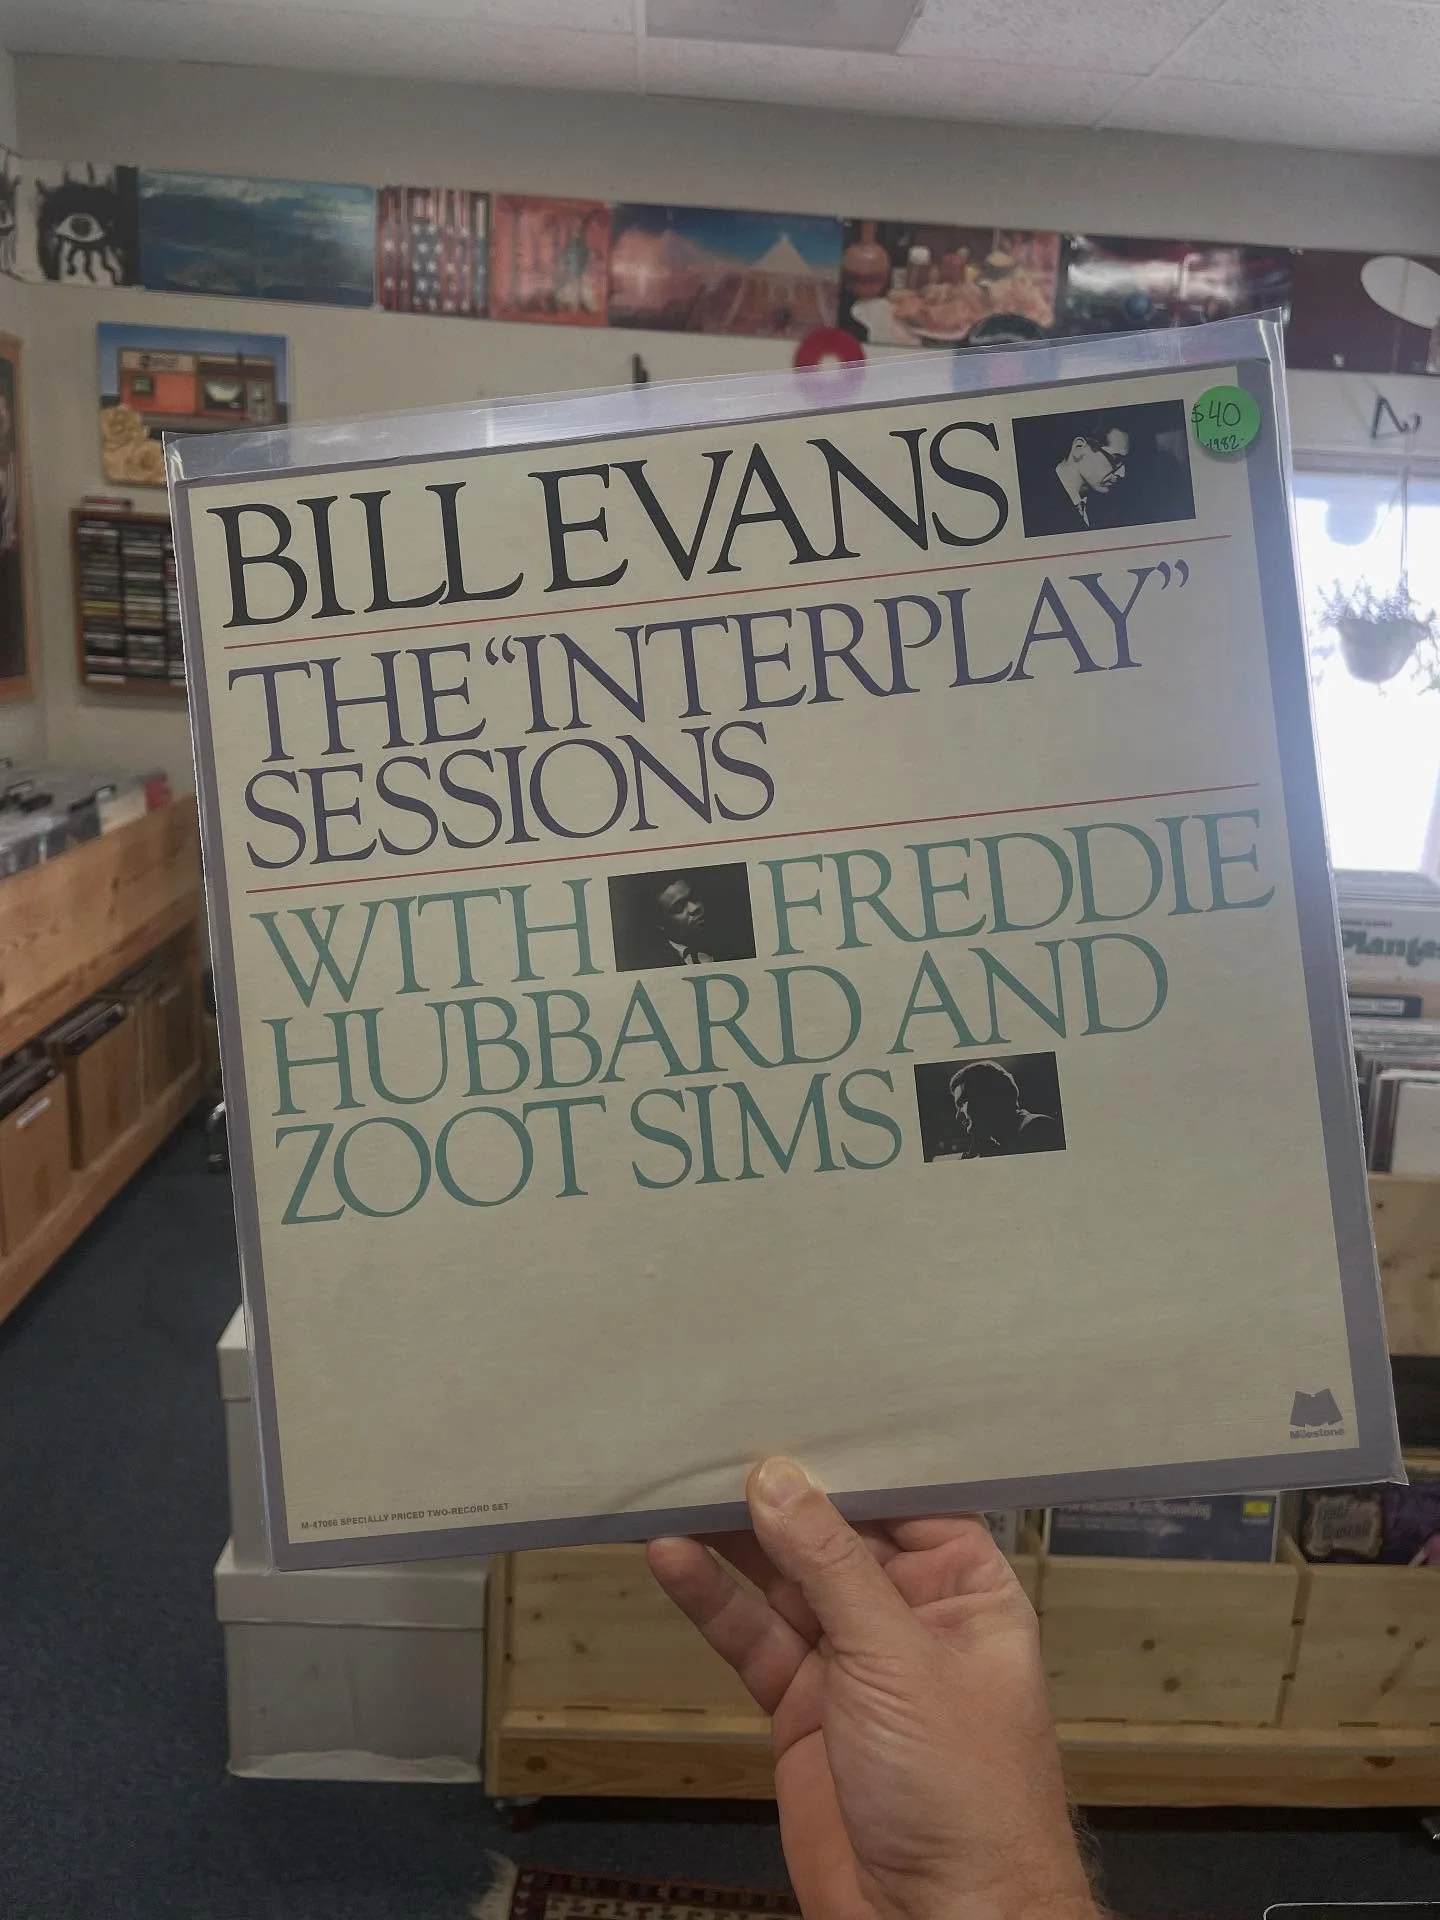 BILL EVANS
$40
1982
THE “INTERPLAY”
SESSIONS
WITH FREDDIE
HUBBARD AND
ZOOT SIMS
Milestone
M-47066 SPECIALLY PRICED TWO-RECORD SET